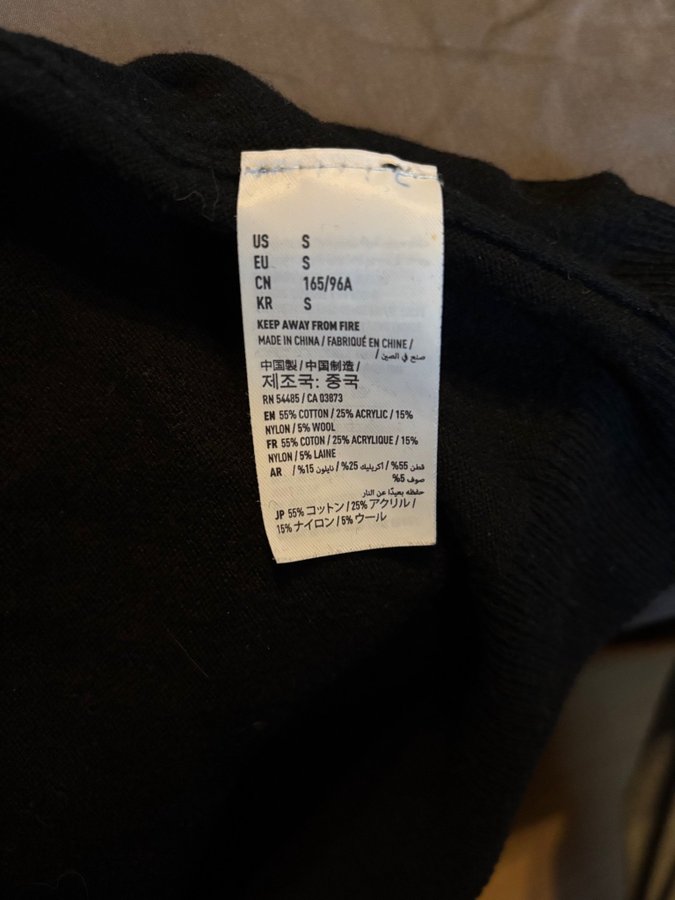 US S
EU S
CN 165/96A
KR S
KEEP AWAY FROM FIRE
MADE IN CHINA / FABRIQUÉ EN CHINE /
صنع في الصين /
中国製 / 中国制造 /
제조국: 중국
RN 54485 / CA 03873
EN 55% COTTON / 25% ACRYLIC / 15%
NYLON / 5% WOOL
FR 55% COTON / 25% ACRYLIQUE / 15%
NYLON / 5% LAINE
AR قطن 55% / أكريليك 25% / نايلون 15% /
صوف 5%
حفظه بعيدًا عن النار
JP 55% コットン / 25% アクリル /
15% ナイロン / 5% ウール